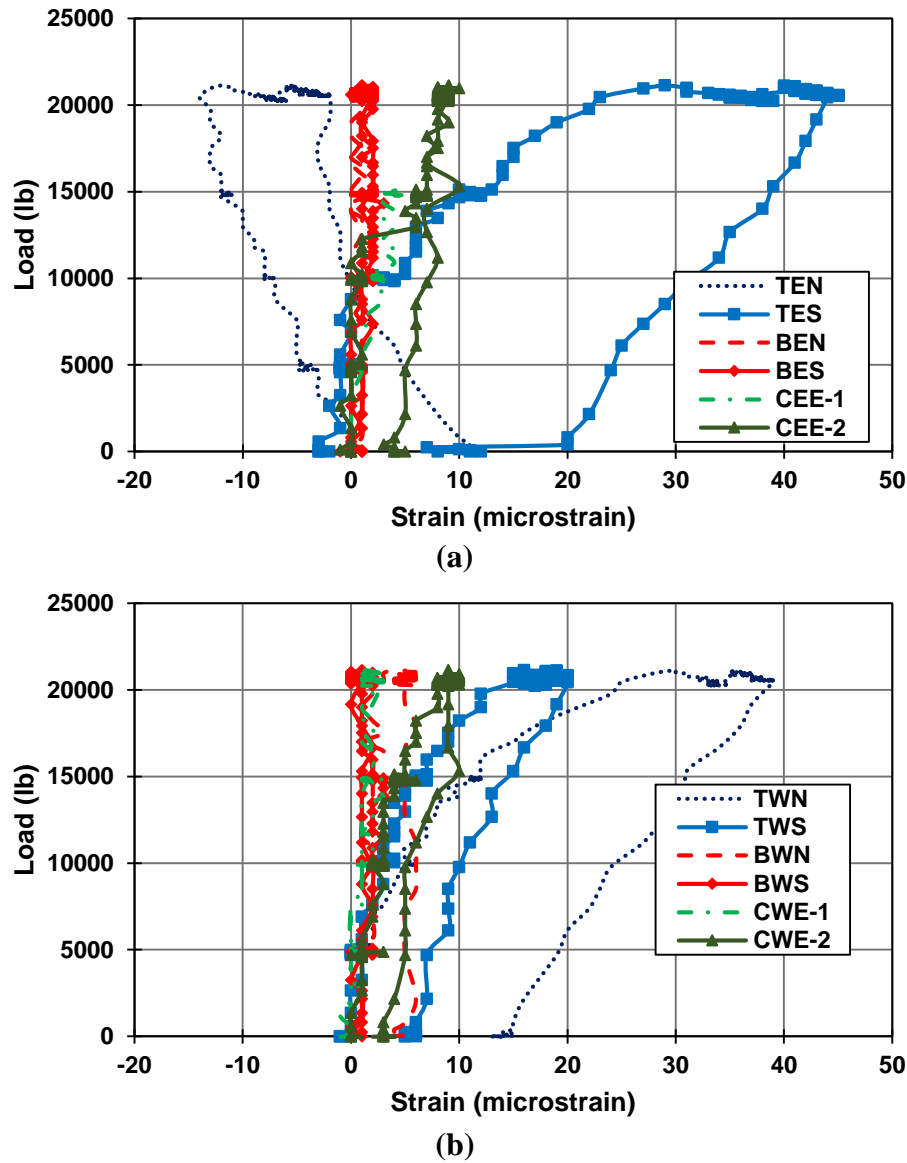 25000
20000
15000
10000
5000
0
Load (lb)
-20 -10 0 10 20 30 40 50
Strain (microstrain)
TEN
TES
BEN
BES
CEE-1
CEE-2
(a)
25000
20000
15000
10000
5000
0
Load (lb)
-20 -10 0 10 20 30 40 50
Strain (microstrain)
TWN
TWS
BWN
BWS
CWE-1
CWE-2
(b)